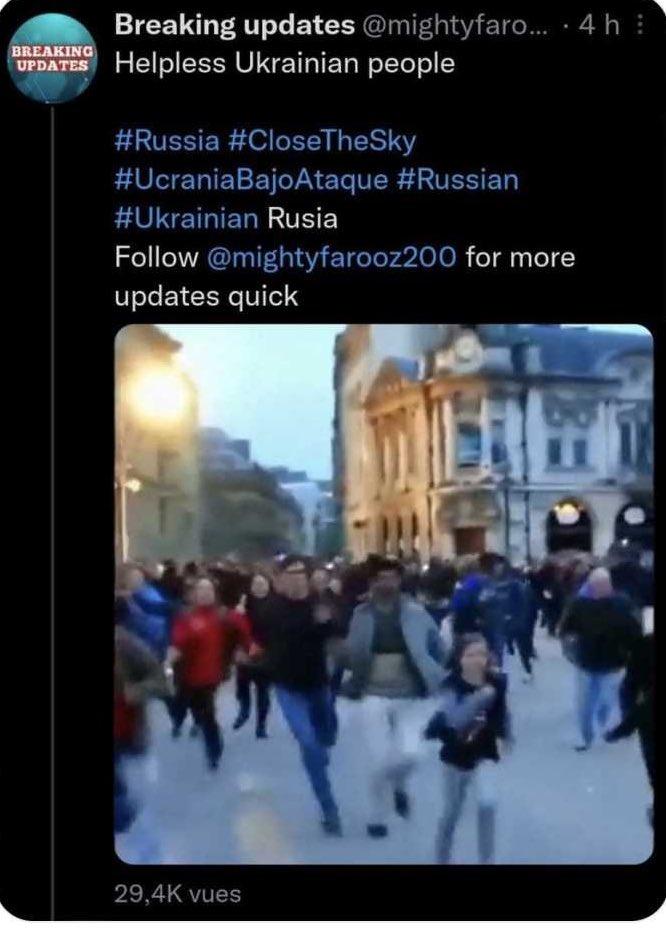 Breaking updates @mightyfaro... · 4 h
BREAKING
UPDATES
Helpless Ukrainian people
#Russia #CloseTheSky
#UcraniaBajoAtaque #Russian
#Ukrainian Rusia
Follow @mightyfarooz200 for more
updates quick
29,4K vues